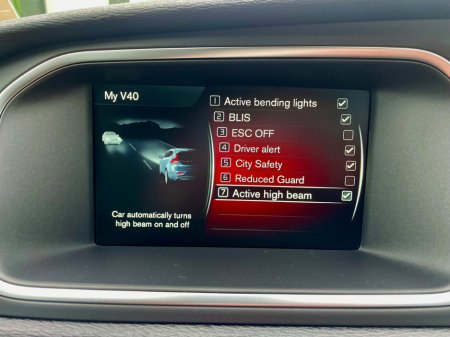 My V40
1 Active bending lights
2 BLIS
3 ESC OFF
4 Driver alert
5 City Safety
6 Reduced Guard
7 Active high beam
Car automatically turns
high beam on and off